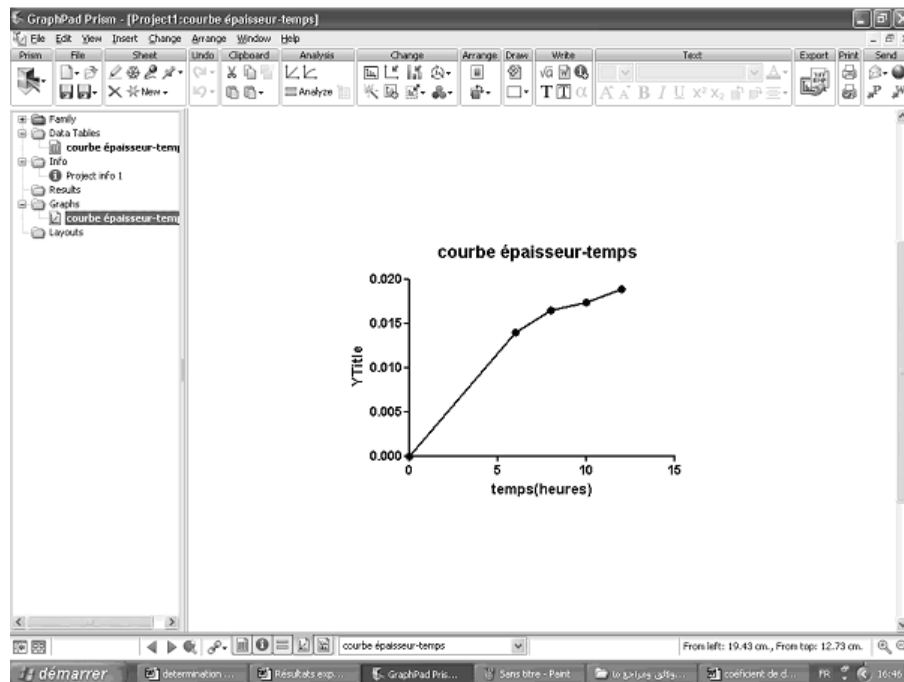 GraphPad Prism - [Project1:courbe épaisseur-temps]
File Edit View Insert Change Arrange Window Help
Prism File Sheet Undo Clipboard Analysis Change Arrange Draw Write Text Export Print Send
New
Analyze
Family
Data Tables
courbe épaisseur-temp
Info
Project info 1
Results
Graphs
courbe épaisseur-temp
Layouts
courbe épaisseur-temps
0.020
0.015
0.010
0.005
0.000
YTitle
0 5 10 15
temps(heures)
courbe épaisseur-temps
From left: 19.43 cm., From top: 12.73 cm.
démarrer
determination ...
Résultats exp...
GraphPad Pris...
Sans titre - Paint
coeficient de d...
FR
16:46